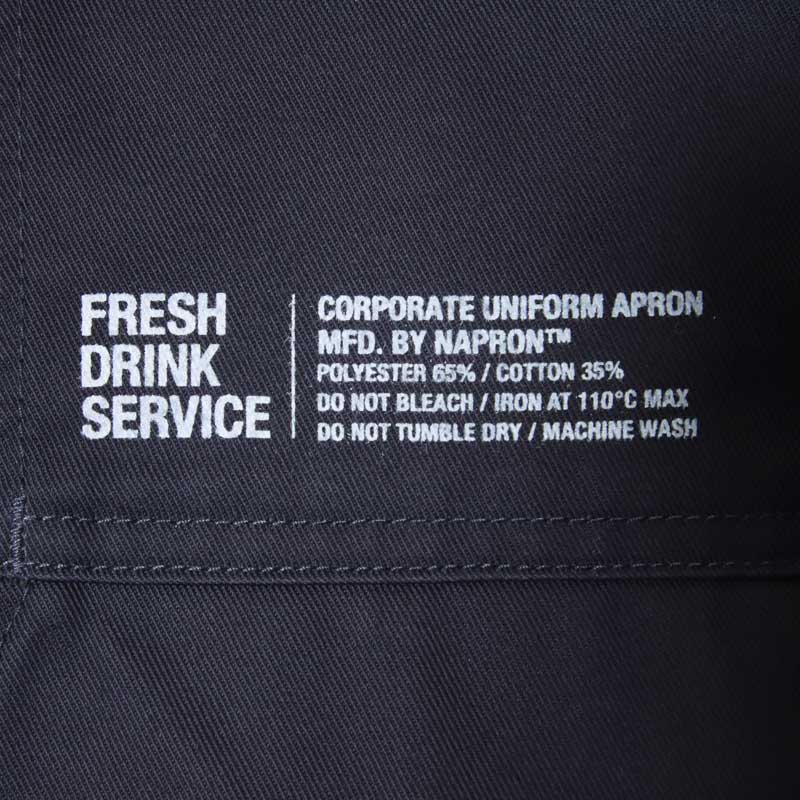 FRESH
DRINK
SERVICE
CORPORATE UNIFORM APRON
MFD. BY NAPRON™
POLYESTER 65% / COTTON 35%
DO NOT BLEACH / IRON AT 110°C MAX
DO NOT TUMBLE DRY / MACHINE WASH